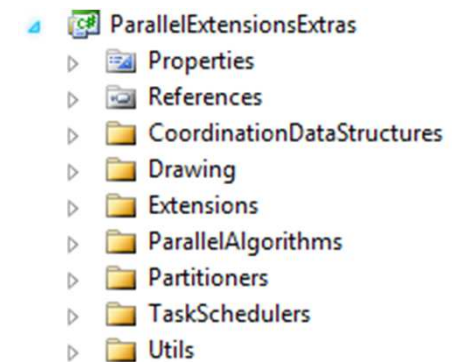 ParallelExtensionsExtras
Properties
References
CoordinationDataStructures
Drawing
Extensions
ParallelAlgorithms
Partitioners
TaskSchedulers
Utils